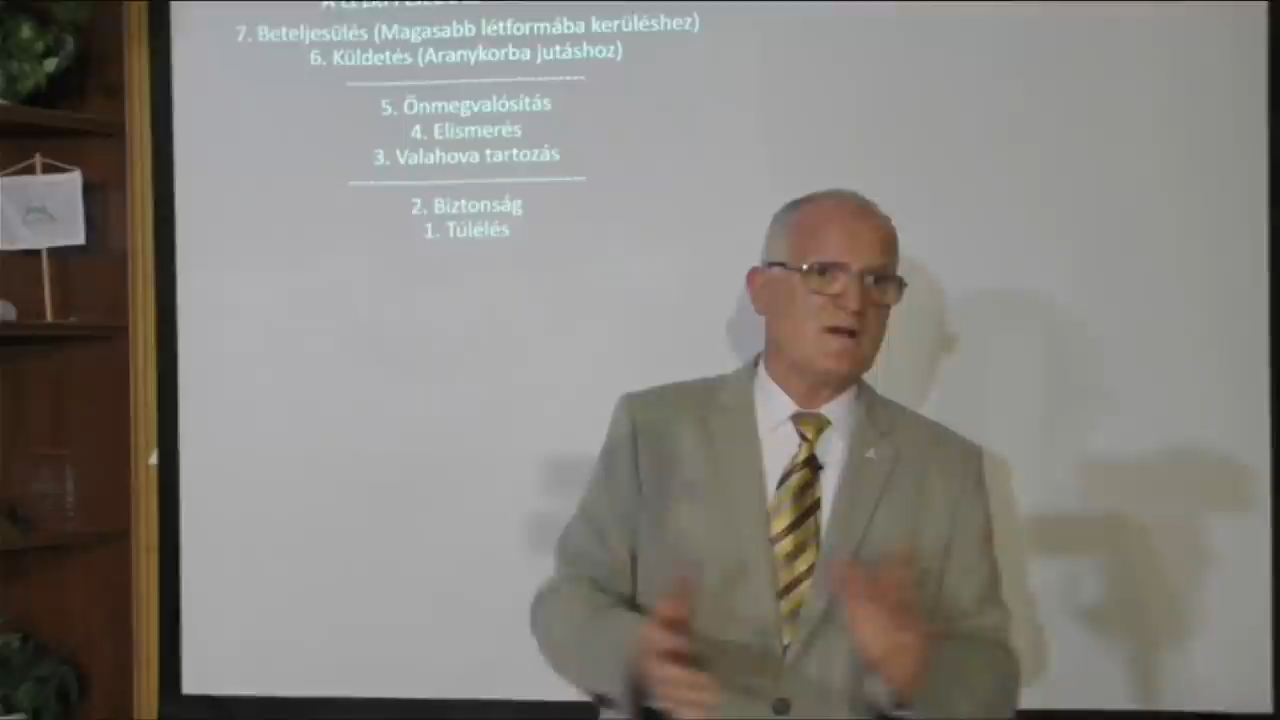 7. Beteljesülés (Magasabb létformába kerüléshez)
6. Küldetés (Aranykorba jutáshoz)
5. Önmegvalósítás
4. Elismerés
3. Valahova tartozás
2. Biztonság
1. Túlélés